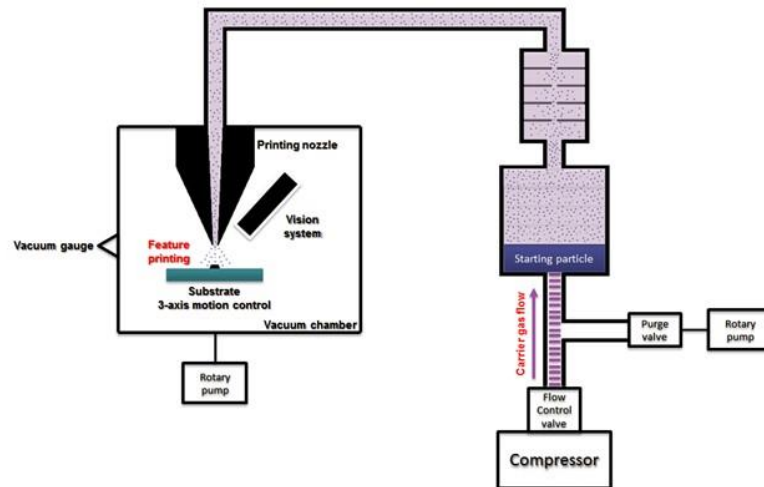 Printing nozzle
Vision
system
Vacuum gauge
Feature
printing
Substrate
3-axis motion control
Vacuum chamber
Rotary
pump
Starting particle
Carrier gas flow
Purge
valve
Rotary
pump
Flow
Control
valve
Compressor